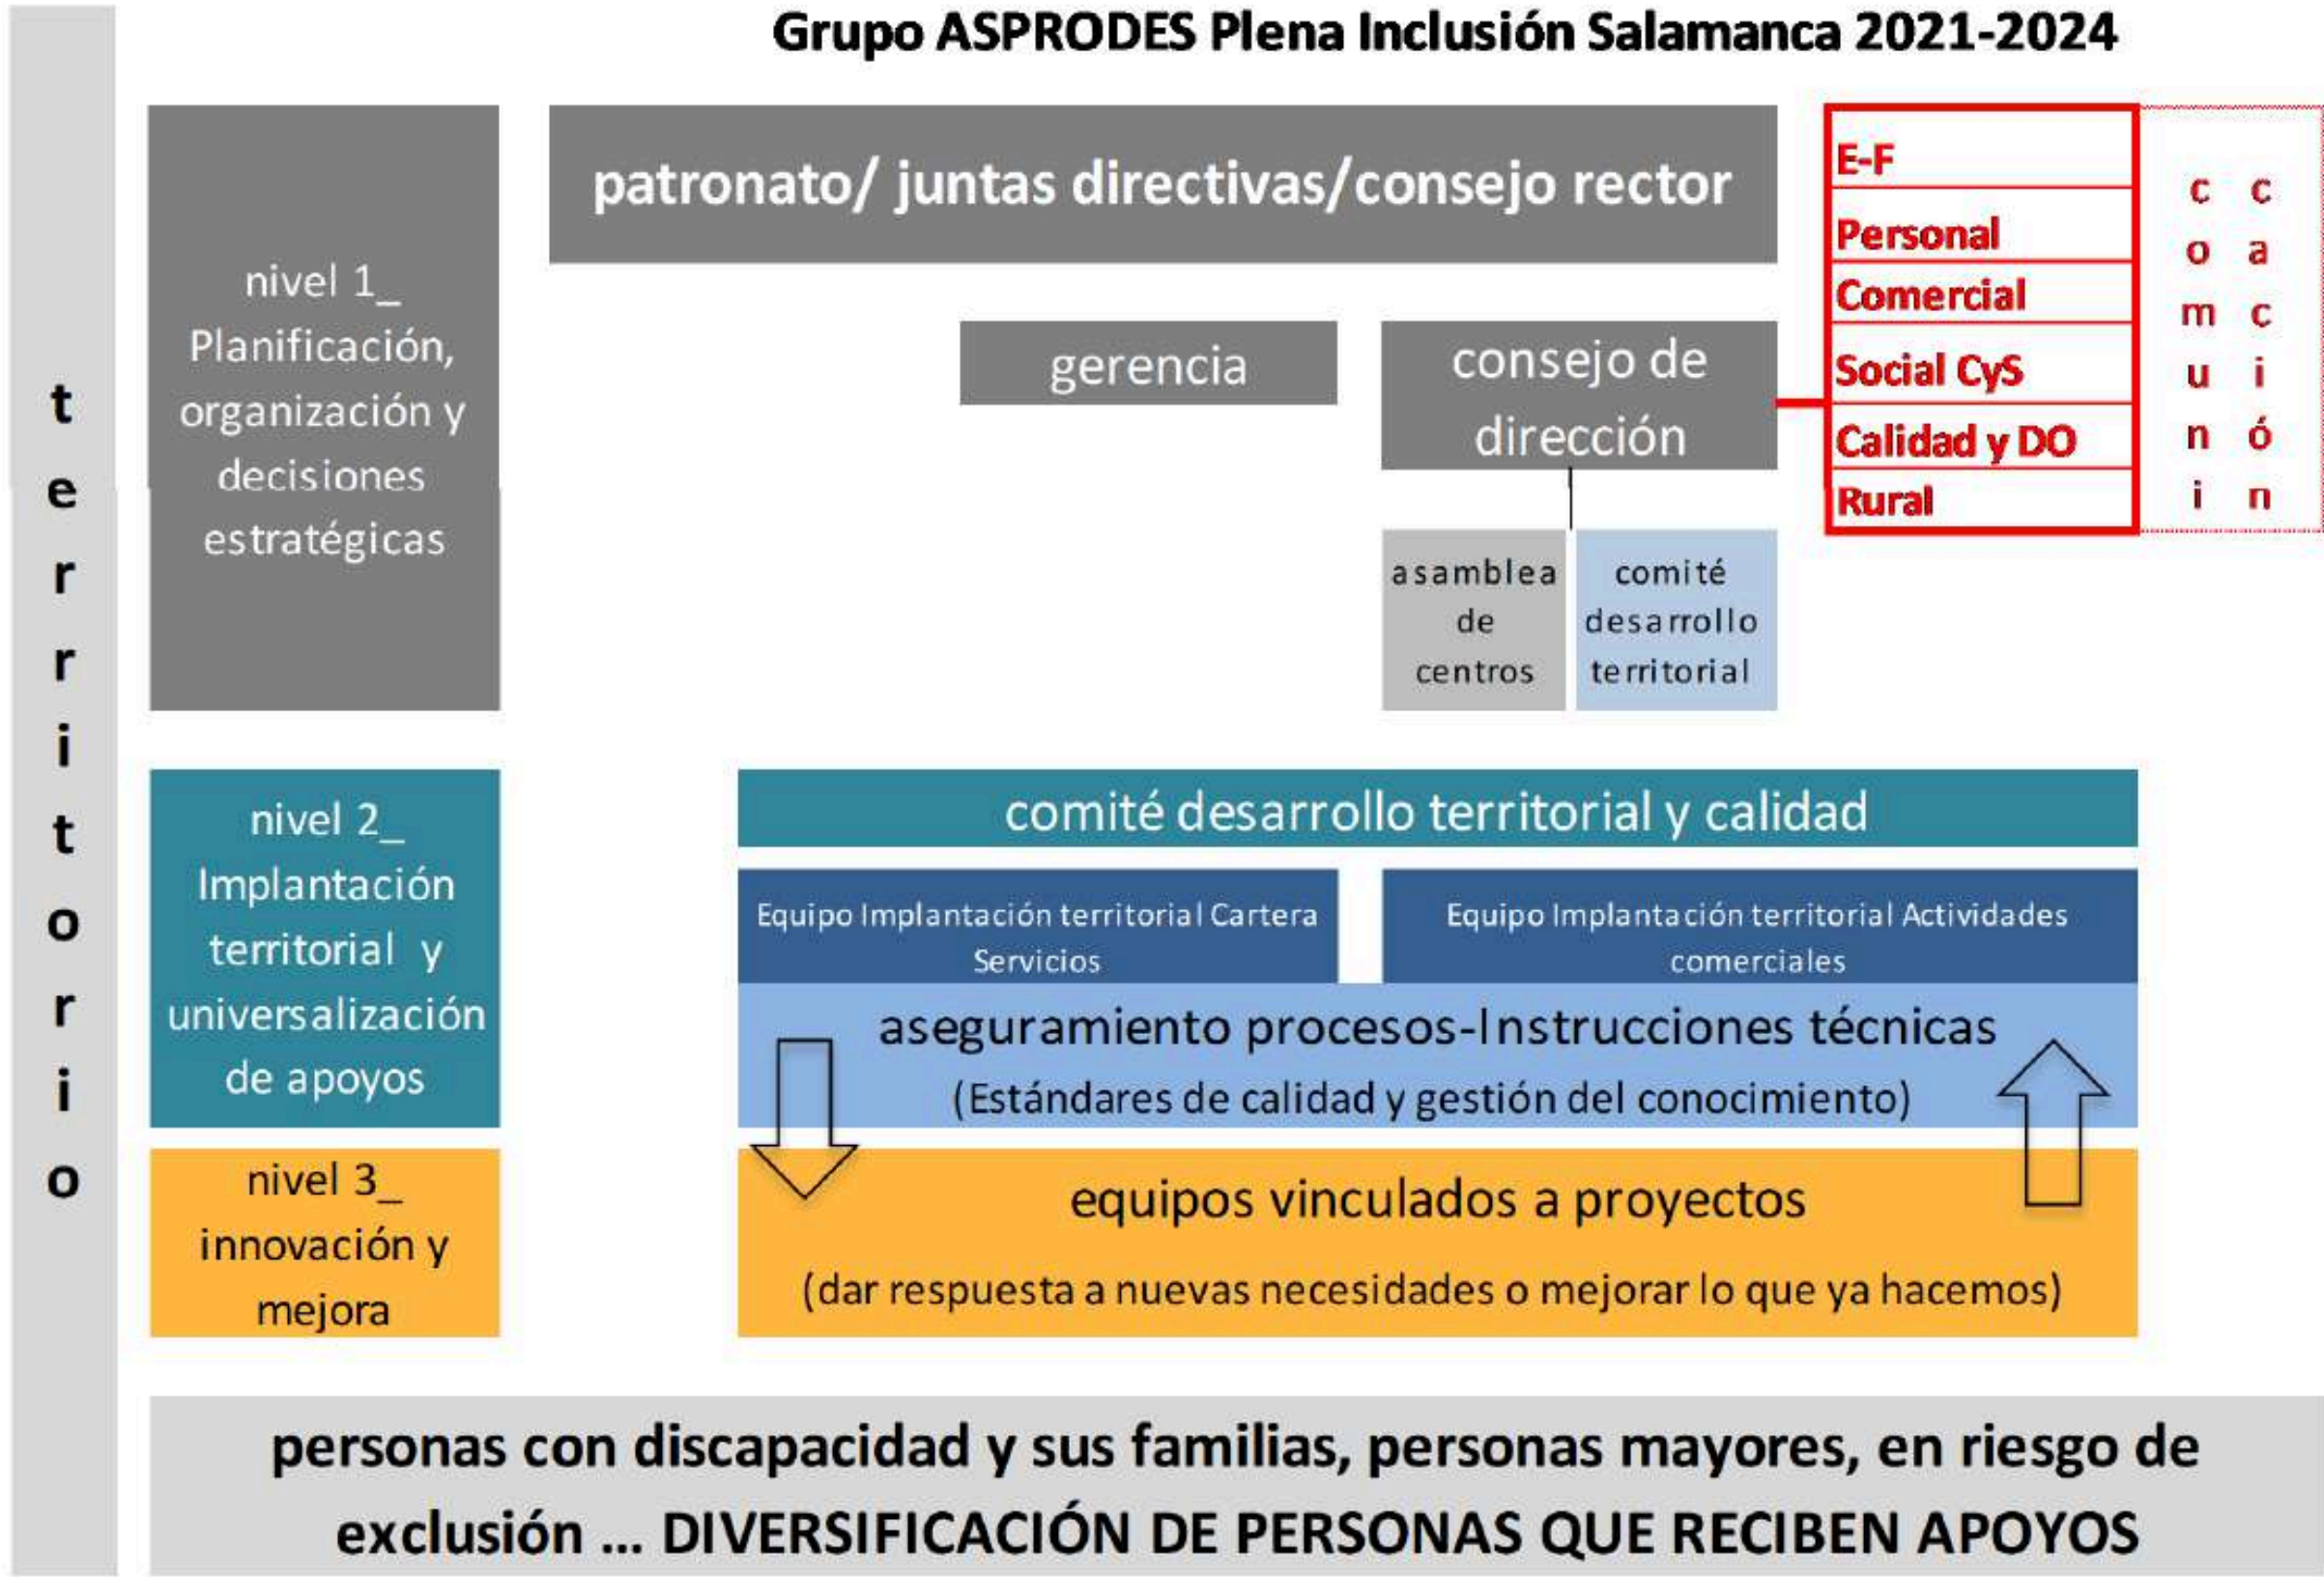 Grupo ASPRODES Plena Inclusión Salamanca 2021-2024
territorio
nivel 1_
Planificación,
organización y
decisiones
estratégicas
patronato/ juntas directivas/consejo rector
gerencia
consejo de
dirección
E-F
Personal
Comercial
Social CyS
Calidad y DO
Rural
comuni
cación
asamblea
de
centros
comité
desarrollo
territorial
nivel 2_
Implantación
territorial y
universalización
de apoyos
comité desarrollo territorial y calidad
Equipo Implantación territorial Cartera
Servicios
Equipo Implantación territorial Actividades
comerciales
aseguramiento procesos-Instrucciones técnicas
(Estándares de calidad y gestión del conocimiento)
nivel 3_
innovación y
mejora
equipos vinculados a proyectos
(dar respuesta a nuevas necesidades o mejorar lo que ya hacemos)
personas con discapacidad y sus familias, personas mayores, en riesgo de
exclusión ... DIVERSIFICACIÓN DE PERSONAS QUE RECIBEN APOYOS